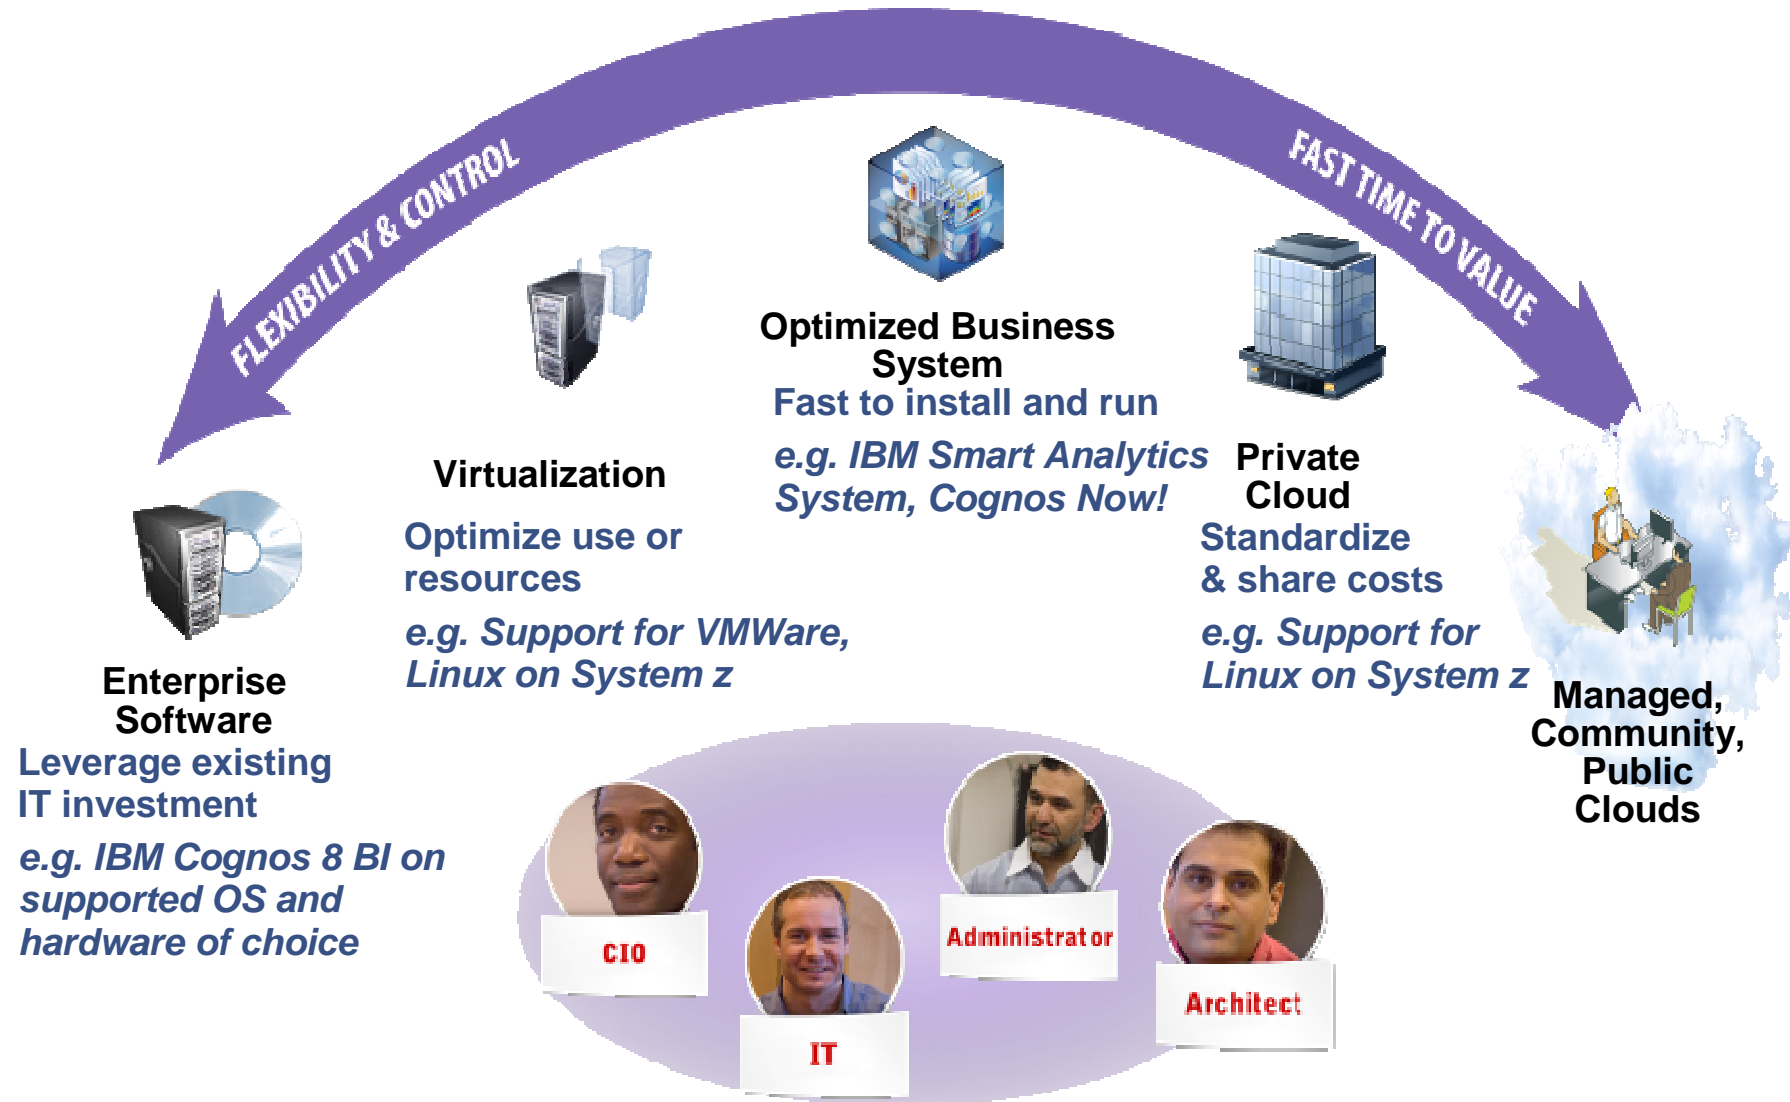 FLEXIBILITY & CONTROL
FAST TIME TO VALUE
Enterprise
Software
Leverage existing
IT investment
e.g. IBM Cognos 8 BI on
supported OS and
hardware of choice
Virtualization
Optimize use or
resources
e.g. Support for VMWare,
Linux on System z
Optimized Business
System
Fast to install and run
e.g. IBM Smart Analytics
System, Cognos Now!
Private
Cloud
Standardize
& share costs
e.g. Support for
Linux on System z
Managed,
Community,
Public
Clouds
CIO
IT
Administrator
Architect